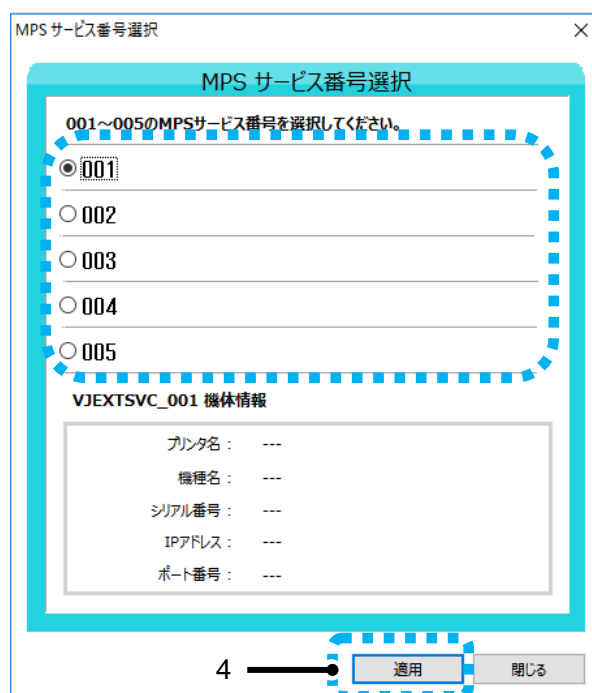 MPS サービス番号選択
MPS サービス番号選択
001～005のMPSサービス番号を選択してください。
001
002
003
004
005
VJEXTSVC_001 機体情報
プリンタ名 : ---
機種名 : ---
シリアル番号 : ---
IPアドレス : ---
ポート番号 : ---
4 適用 閉じる